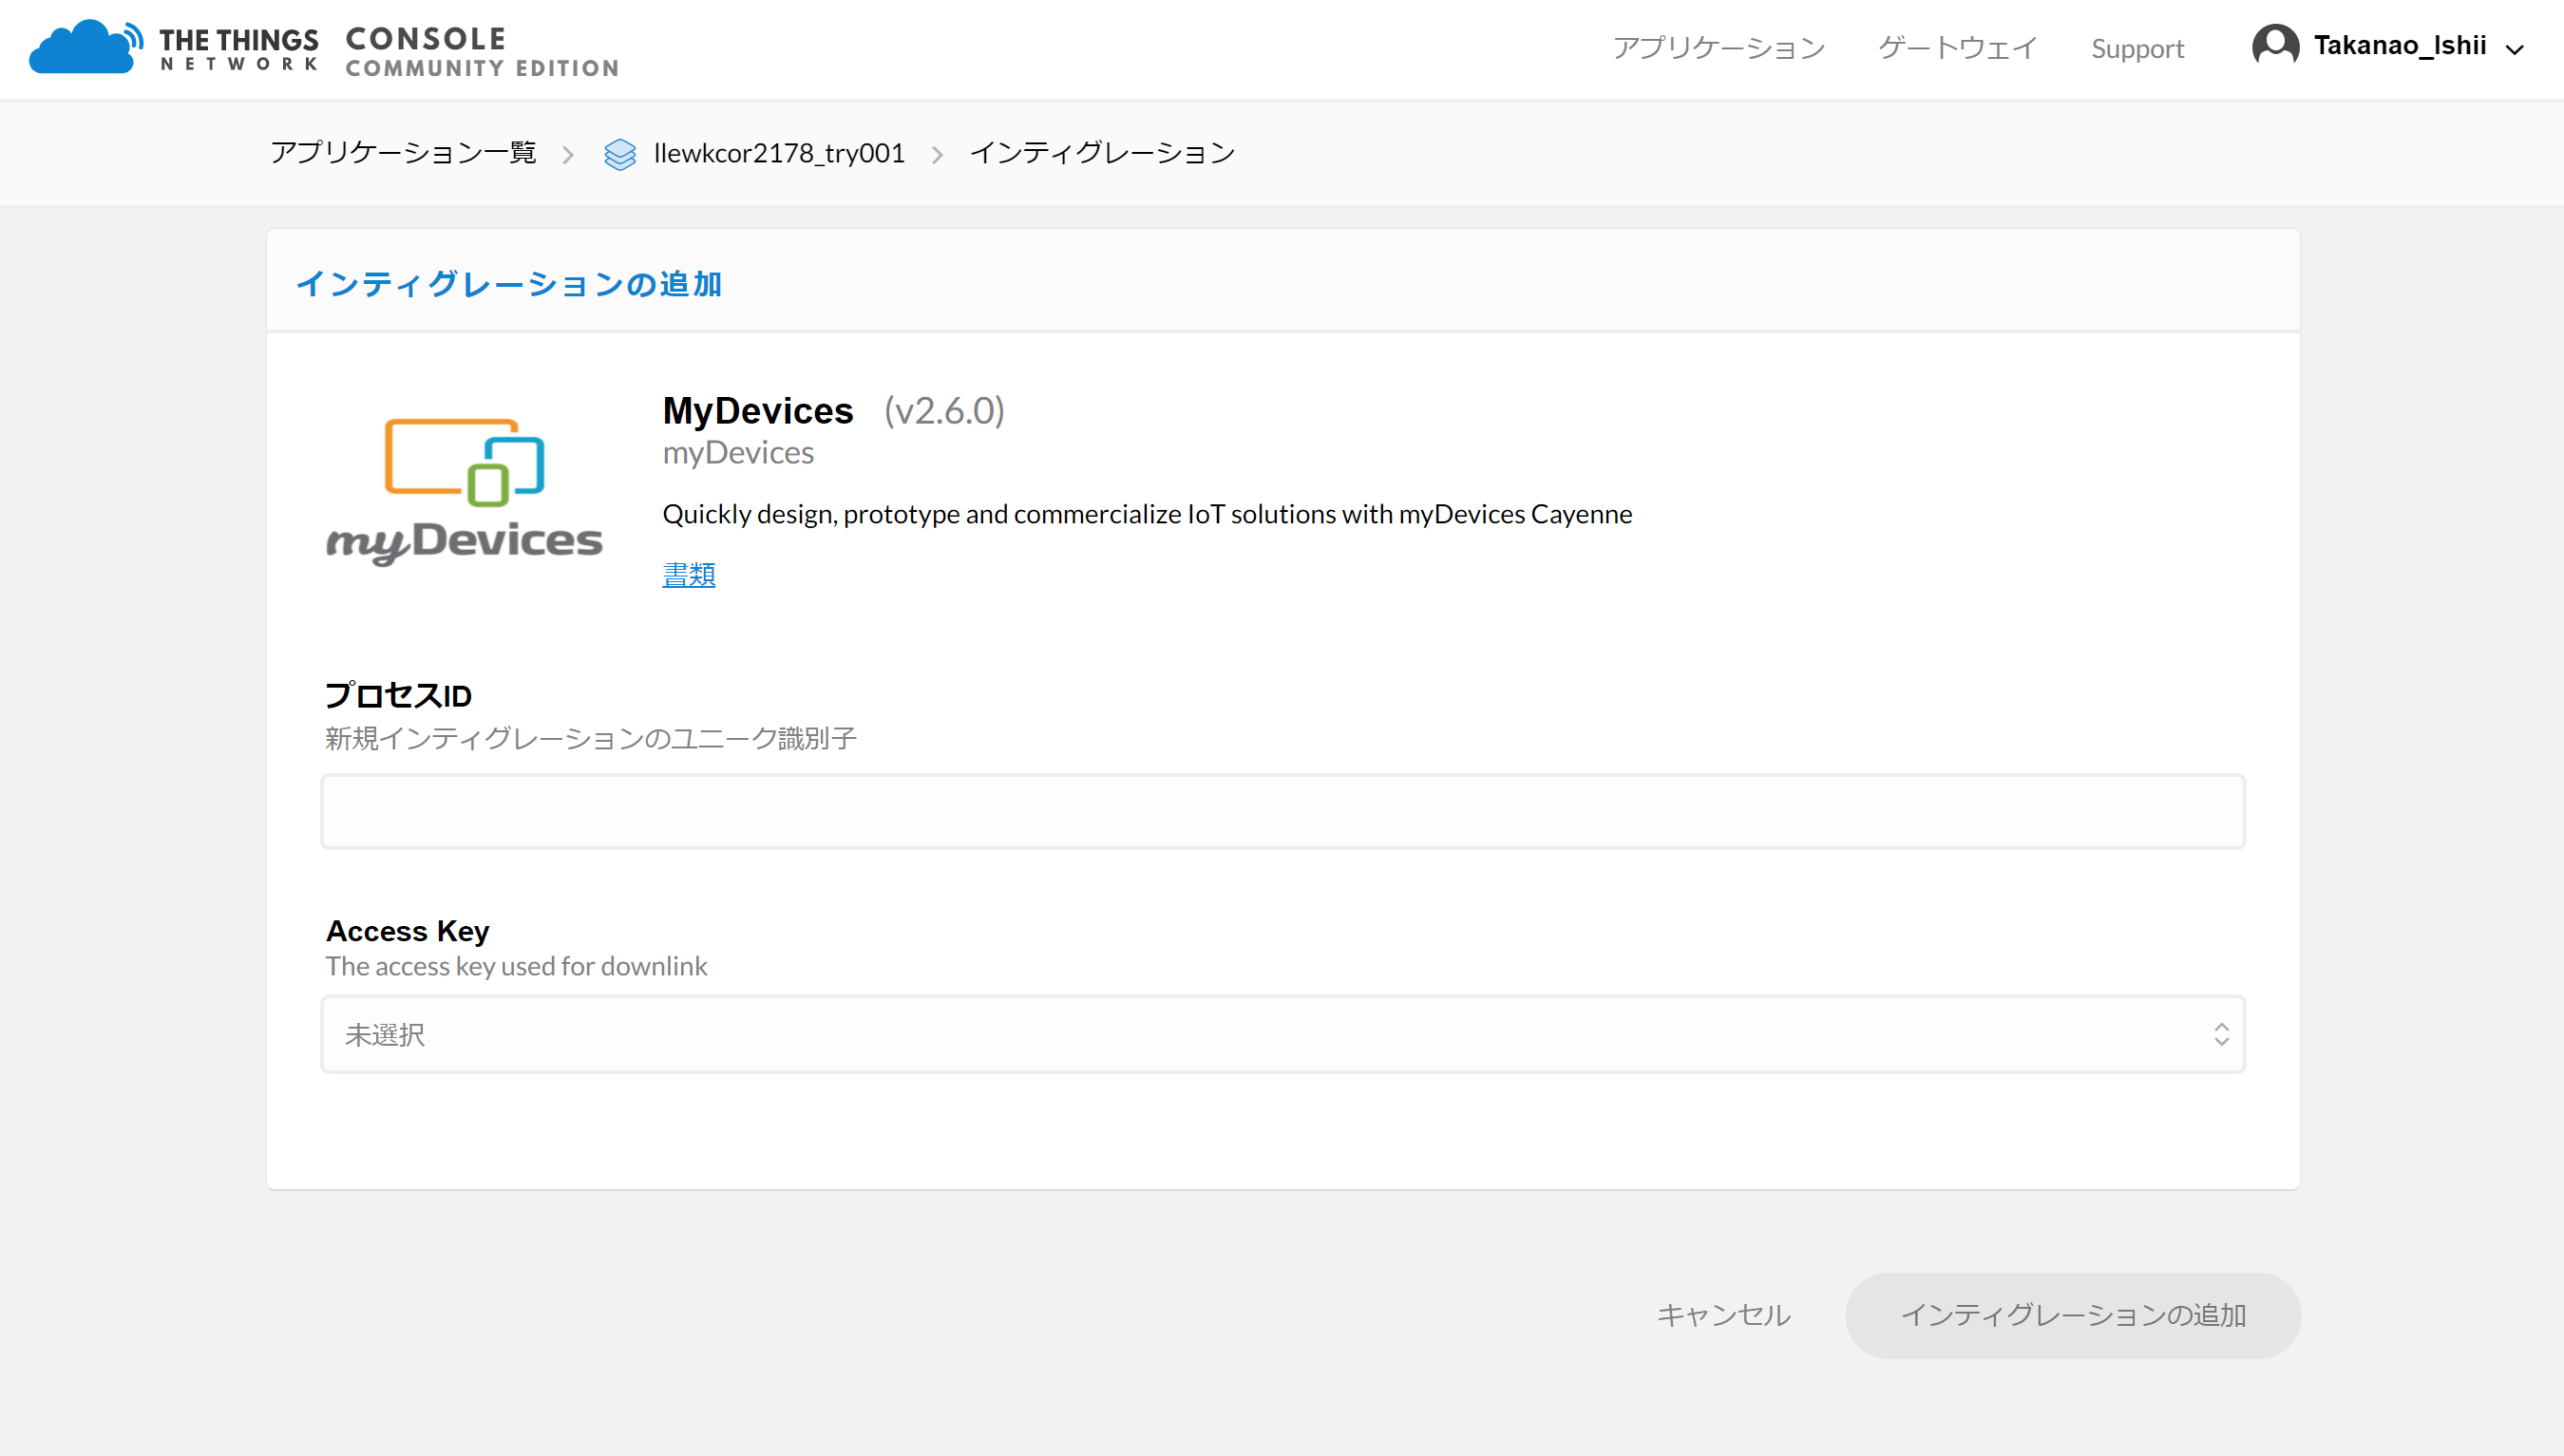 THE THINGS
NETWORK
CONSOLE
COMMUNITY EDITION
アプリケーション
ゲートウェイ
Support
Takanao_Ishii
アプリケーション一覧
llewkcor2178_try001
インティグレーション
インティグレーションの追加
myDevices
MyDevices (v2.6.0)
myDevices
Quickly design, prototype and commercialize IoT solutions with myDevices Cayenne
書類
プロセスID
新規インティグレーションのユニーク識別子
Access Key
The access key used for downlink
未選択
キャンセル
インティグレーションの追加